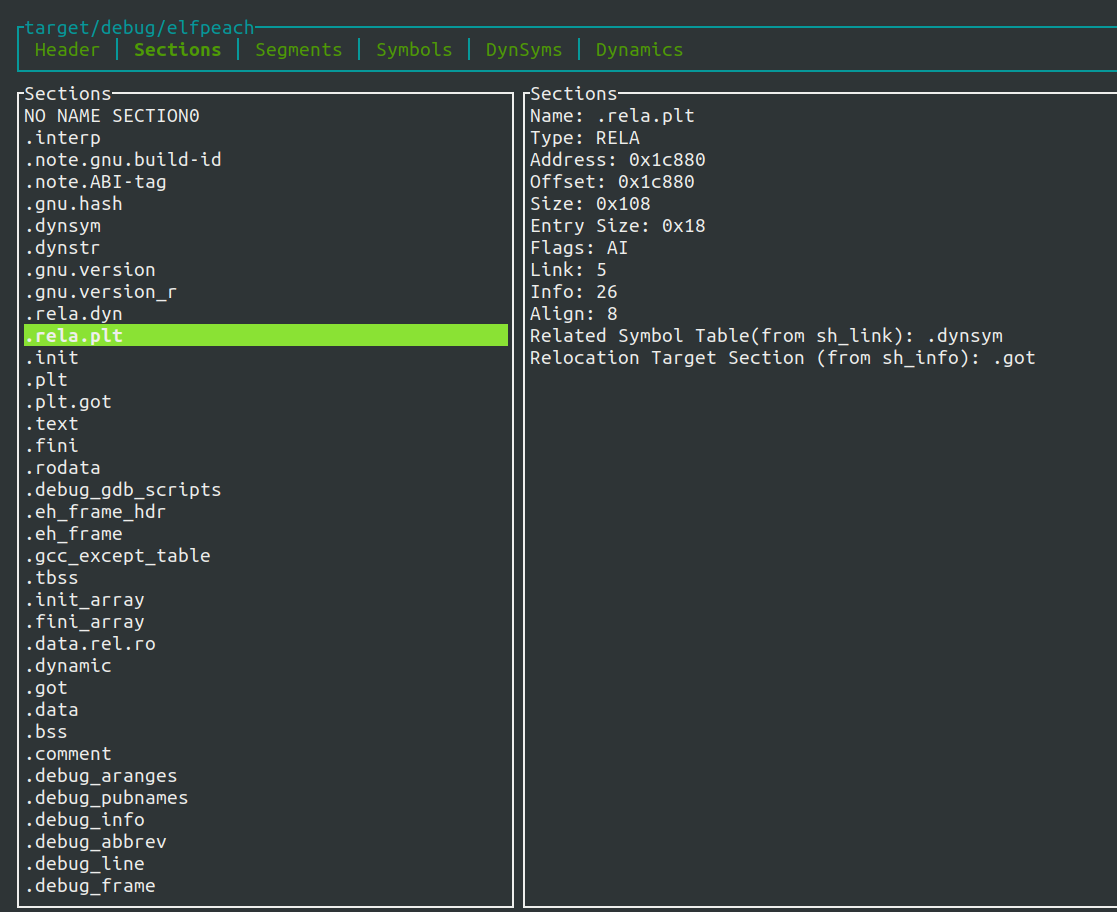 target/debug/elfpeach
Header │ Sections │ Segments │ Symbols │ DynSyms │ Dynamics
Sections
NO NAME SECTION0
.interp
.note.gnu.build-id
.note.ABI-tag
.gnu.hash
.dynsym
.dynstr
.gnu.version
.gnu.version_r
.rela.dyn
.rela.plt
.init
.plt
.plt.got
.text
.fini
.rodata
.debug_gdb_scripts
.eh_frame_hdr
.eh_frame
.gcc_except_table
.tbss
.init_array
.fini_array
.data.rel.ro
.dynamic
.got
.data
.bss
.comment
.debug_aranges
.debug_pubnames
.debug_info
.debug_abbrev
.debug_line
.debug_frame
Sections
Name: .rela.plt
Type: RELA
Address: 0x1c880
Offset: 0x1c880
Size: 0x108
Entry Size: 0x18
Flags: AI
Link: 5
Info: 26
Align: 8
Related Symbol Table(from sh_link): .dynsym
Relocation Target Section (from sh_info): .got